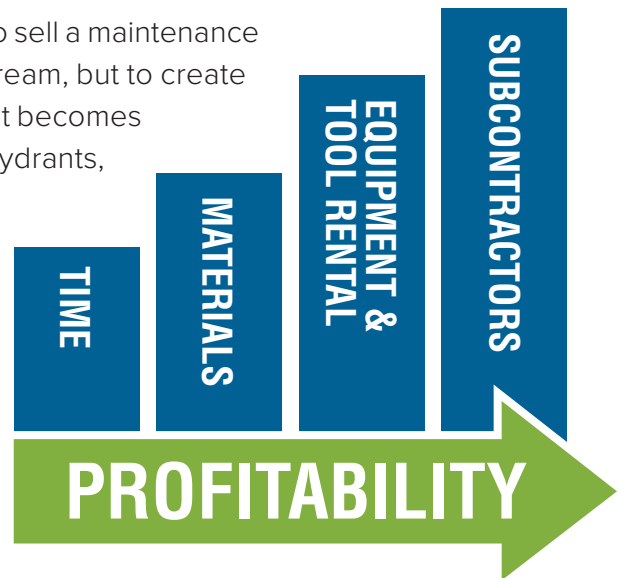 o sell a maintenance
ream, but to create
t becomes
ydrants,
TIME
MATERIALS
EQUIPMENT &
TOOL RENTAL
SUBCONTRACTORS
PROFITABILITY